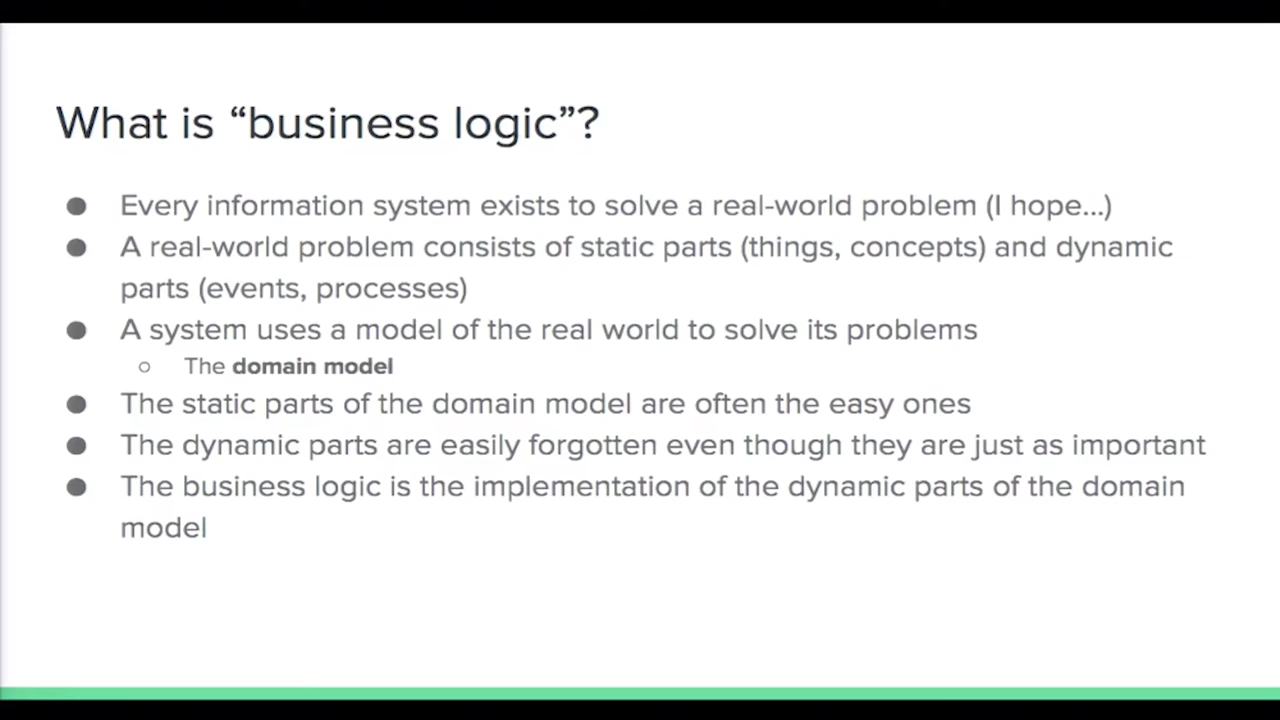 What is “business logic”?
● Every information system exists to solve a real-world problem (I hope...)
● A real-world problem consists of static parts (things, concepts) and dynamic
parts (events, processes)
● A system uses a model of the real world to solve its problems
○ The domain model
● The static parts of the domain model are often the easy ones
● The dynamic parts are easily forgotten even though they are just as important
● The business logic is the implementation of the dynamic parts of the domain
model